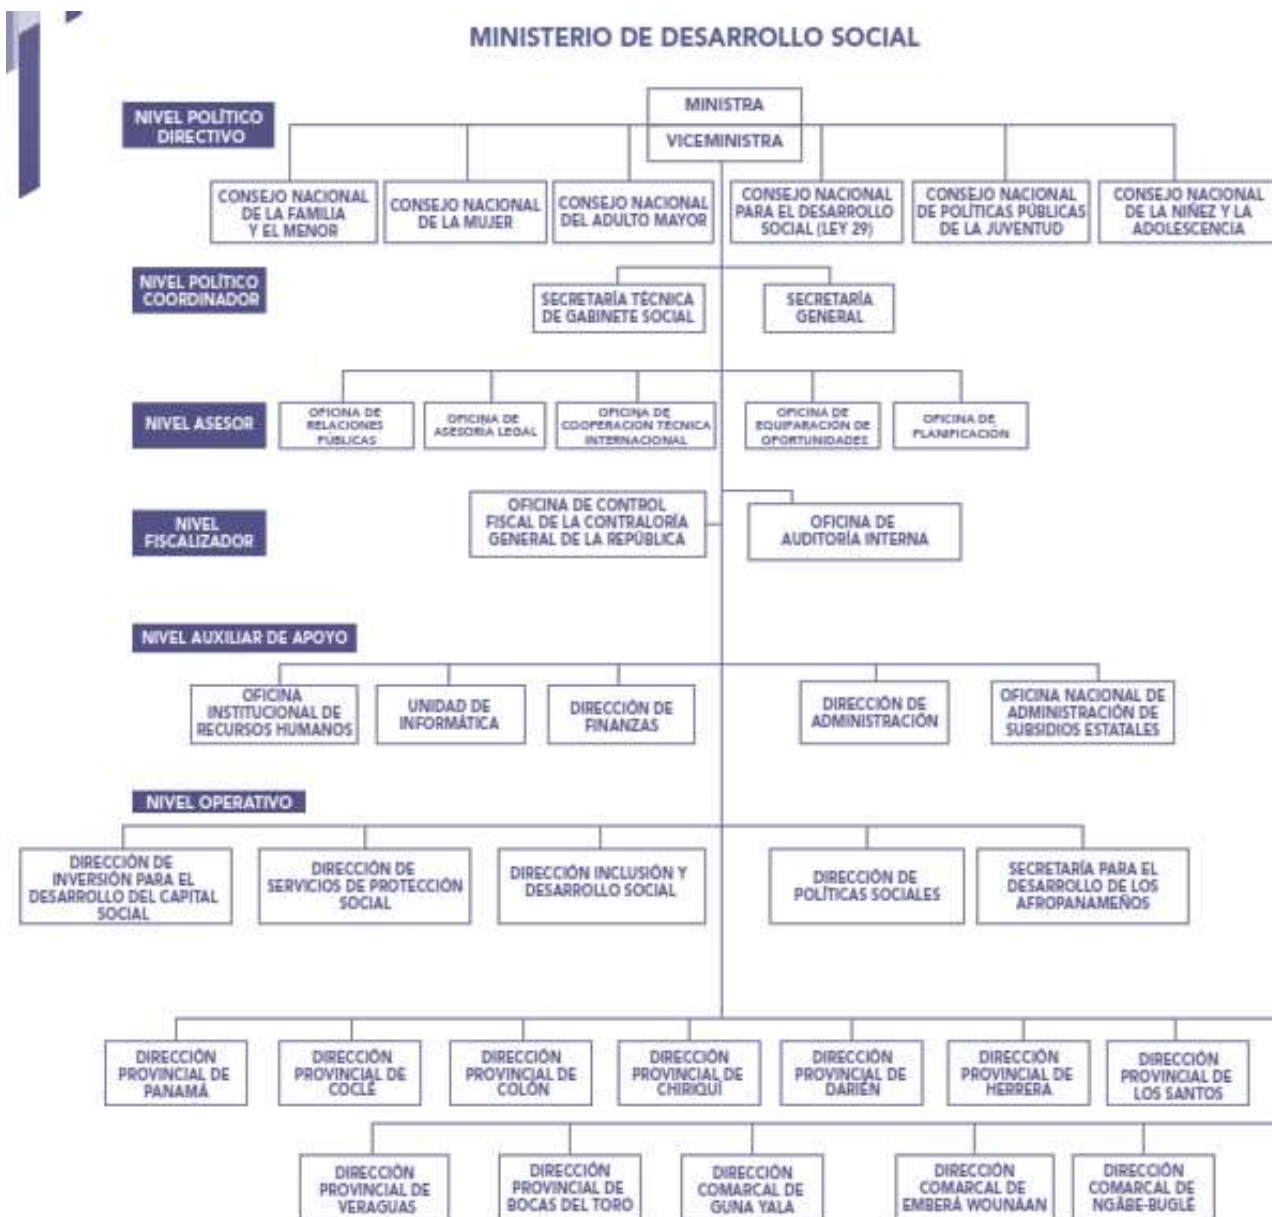 MINISTERIO DE DESARROLLO SOCIAL
NIVEL POLÍTICO
DIRECTIVO
MINISTRA
VICEMINISTRA
CONSEJO NACIONAL
DE LA FAMILIA
Y EL MENOR
CONSEJO NACIONAL
DE LA MUJER
CONSEJO NACIONAL
DEL ADULTO MAYOR
CONSEJO NACIONAL
PARA EL DESARROLLO
SOCIAL (LEY 29)
CONSEJO NACIONAL
DE POLÍTICAS PÚBLICAS
DE LA JUVENTUD
CONSEJO NACIONAL
DE LA NIÑEZ Y LA
ADOLESCENCIA
NIVEL POLÍTICO
COORDINADOR
SECRETARÍA TÉCNICA
DE GABINETE SOCIAL
SECRETARÍA
GENERAL
NIVEL ASESOR
OFICINA DE
RELACIONES
PÚBLICAS
OFICINA DE
ASESORIA LEGAL
OFICINA DE
COOPERACIÓN TÉCNICA
INTERNACIONAL
OFICINA DE
EQUIPARACIÓN DE
OPORTUNIDADES
OFICINA DE
PLANIFICACIÓN
NIVEL
FISCALIZADOR
OFICINA DE CONTROL
FISCAL DE LA CONTRALORÍA
GENERAL DE LA REPÚBLICA
OFICINA DE
AUDITORÍA INTERNA
NIVEL AUXILIAR DE APOYO
OFICINA
INSTITUCIONAL DE
RECURSOS HUMANOS
UNIDAD DE
INFORMÁTICA
DIRECCIÓN DE
FINANZAS
DIRECCIÓN DE
ADMINISTRACIÓN
OFICINA NACIONAL DE
ADMINISTRACIÓN DE
SUBSIDIOS ESTATALES
NIVEL OPERATIVO
DIRECCIÓN DE
INVERSIÓN PARA EL
DESARROLLO DEL CAPITAL
SOCIAL
DIRECCIÓN DE
SERVICIOS DE PROTECCIÓN
SOCIAL
DIRECCIÓN INCLUSIÓN Y
DESARROLLO SOCIAL
DIRECCIÓN DE
POLÍTICAS SOCIALES
SECRETARÍA PARA EL
DESARROLLO DE LOS
AFROPANAMEÑOS
DIRECCIÓN
PROVINCIAL DE
PANAMÁ
DIRECCIÓN
PROVINCIAL DE
COCLÉ
DIRECCIÓN
PROVINCIAL DE
COLÓN
DIRECCIÓN
PROVINCIAL DE
CHIRIQUÍ
DIRECCIÓN
PROVINCIAL DE
DARIÉN
DIRECCIÓN
PROVINCIAL DE
HERRERA
DIRECCIÓN
PROVINCIAL DE
LOS SANTOS
DIRECCIÓN
PROVINCIAL DE
VERAGUAS
DIRECCIÓN
PROVINCIAL DE
BOCAS DEL TORO
DIRECCIÓN
COMARCAL DE
GUNA YALA
DIRECCIÓN
COMARCAL DE
EMBERÁ WOUNÁAN
DIRECCIÓN
COMARCAL DE
NGÄBE-BUGLÉ